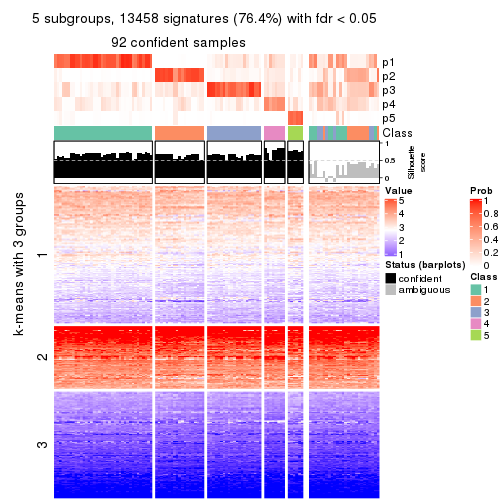 5 subgroups, 13458 signatures (76.4%) with fdr < 0.05
92 confident samples
p1
p2
p3
p4
p5
Class
1
0.5
0
Silhouette
score
k-means with 3 groups
1
2
3
Value
5
4
3
2
1
Status (barplots)
confident
ambiguous
Prob
1
0.8
0.6
0.4
0.2
0
Class
1
2
3
4
5